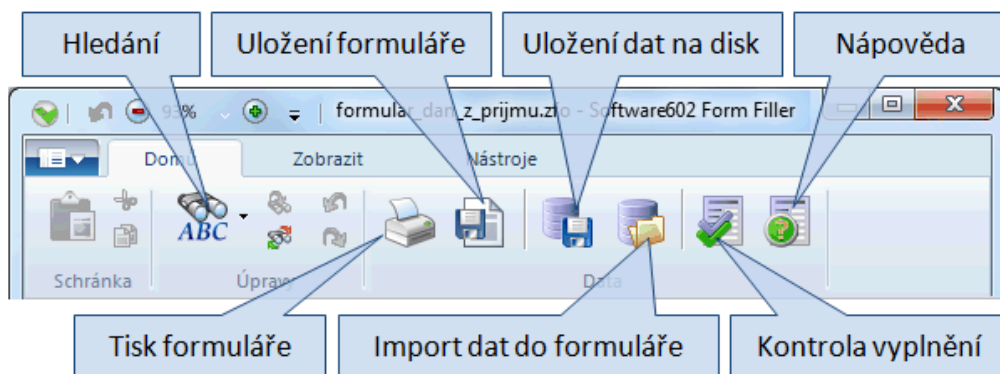 Hledání
Uložení formuláře
Uložení dat na disk
Nápověda
93%
formular_dan_z_prijmu.zfo - Software602 Form Filler
Domů
Zobrazit
Nástroje
ABC
Schránka
Úpravy
Data
Tisk formuláře
Import dat do formuláře
Kontrola vyplnění